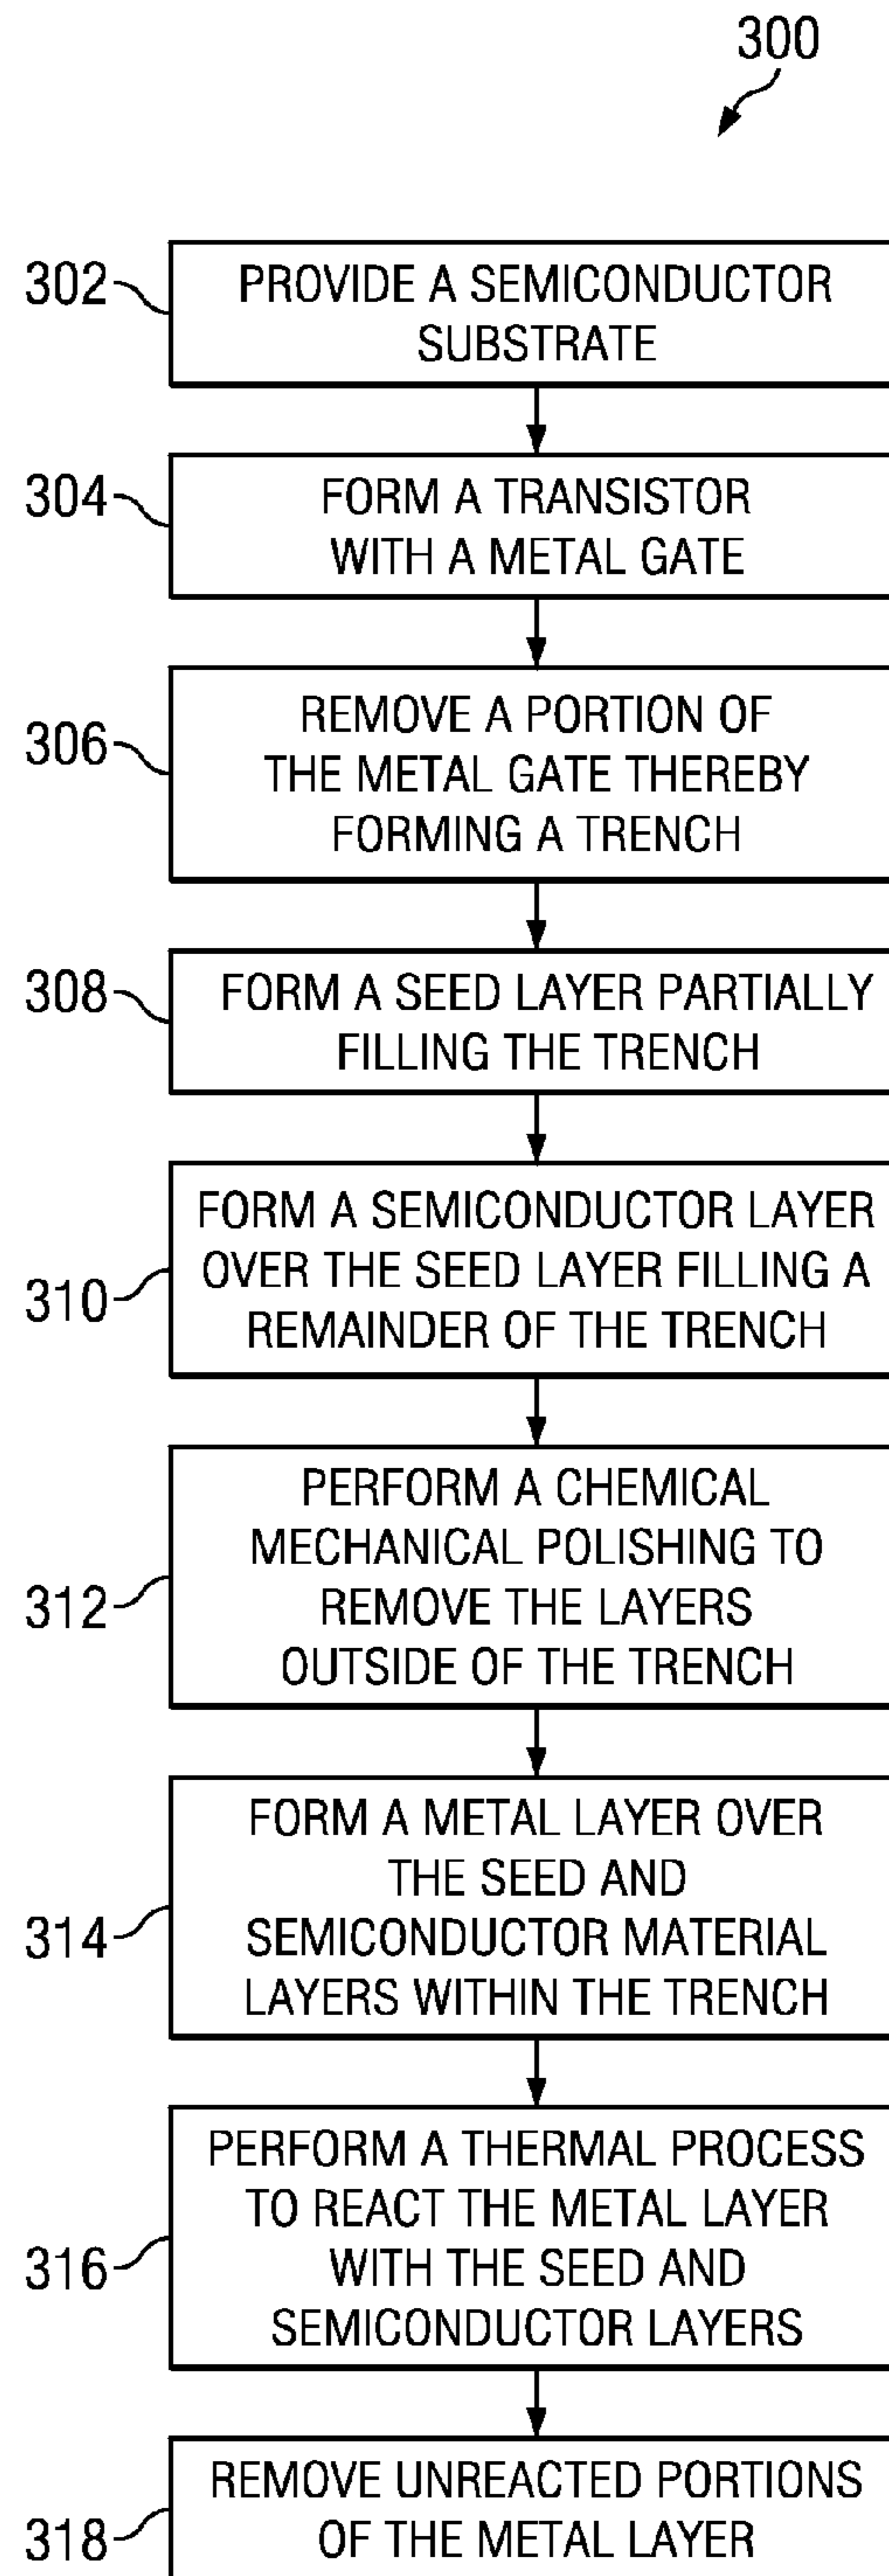 300
302
PROVIDE A SEMICONDUCTOR
SUBSTRATE
304
FORM A TRANSISTOR
WITH A METAL GATE
306
REMOVE A PORTION OF
THE METAL GATE THEREBY
FORMING A TRENCH
308
FORM A SEED LAYER PARTIALLY
FILLING THE TRENCH
310
FORM A SEMICONDUCTOR LAYER
OVER THE SEED LAYER FILLING A
REMAINDER OF THE TRENCH
312
PERFORM A CHEMICAL
MECHANICAL POLISHING TO
REMOVE THE LAYERS
OUTSIDE OF THE TRENCH
314
FORM A METAL LAYER OVER
THE SEED AND
SEMICONDUCTOR MATERIAL
LAYERS WITHIN THE TRENCH
316
PERFORM A THERMAL PROCESS
TO REACT THE METAL LAYER
WITH THE SEED AND
SEMICONDUCTOR LAYERS
318
REMOVE UNREACTED PORTIONS
OF THE METAL LAYER